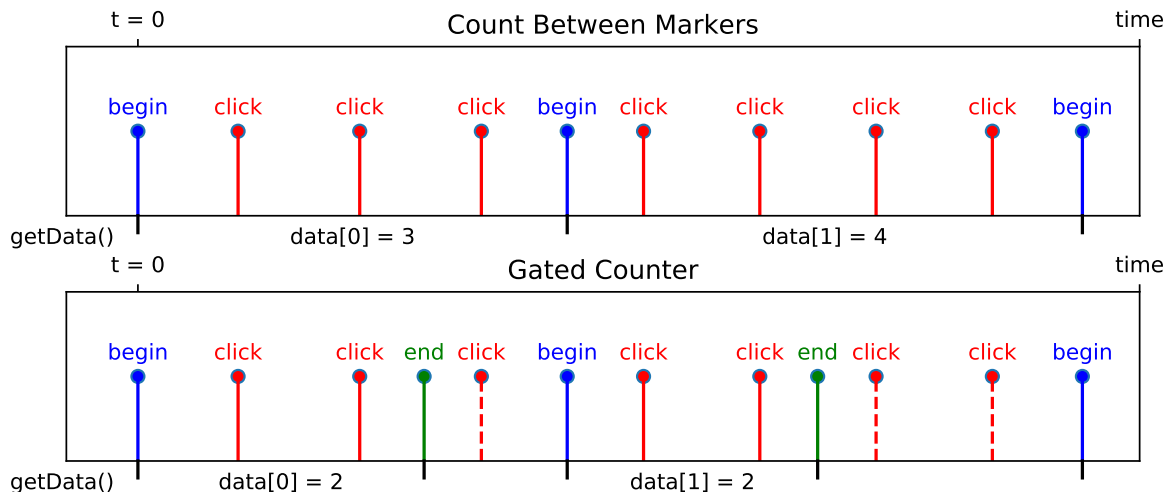 t = 0 Count Between Markers time
begin click click click begin click click click click begin
getData() data[0] = 3 data[1] = 4
t = 0 Gated Counter time
begin click click end click begin click click end click click begin
getData() data[0] = 2 data[1] = 2